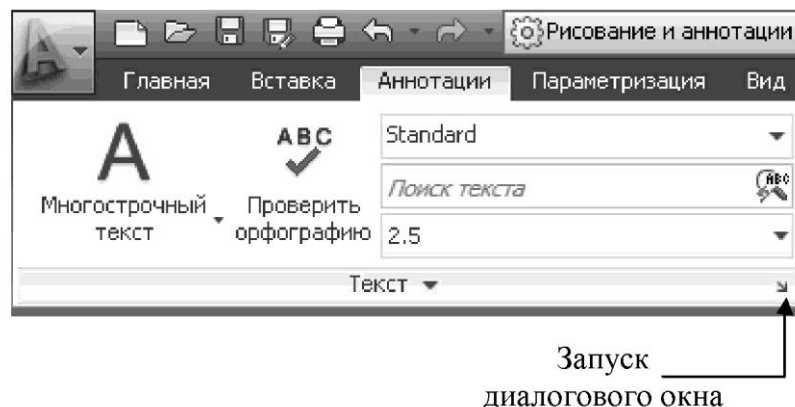 Рисование и аннотации
Главная Вставка Аннотации Параметризация Вид
A
Многострочный
текст
ABC
Проверить
орфографию
Standard
Поиск текста
ABC
2.5
Текст
Запуск
диалогового окна